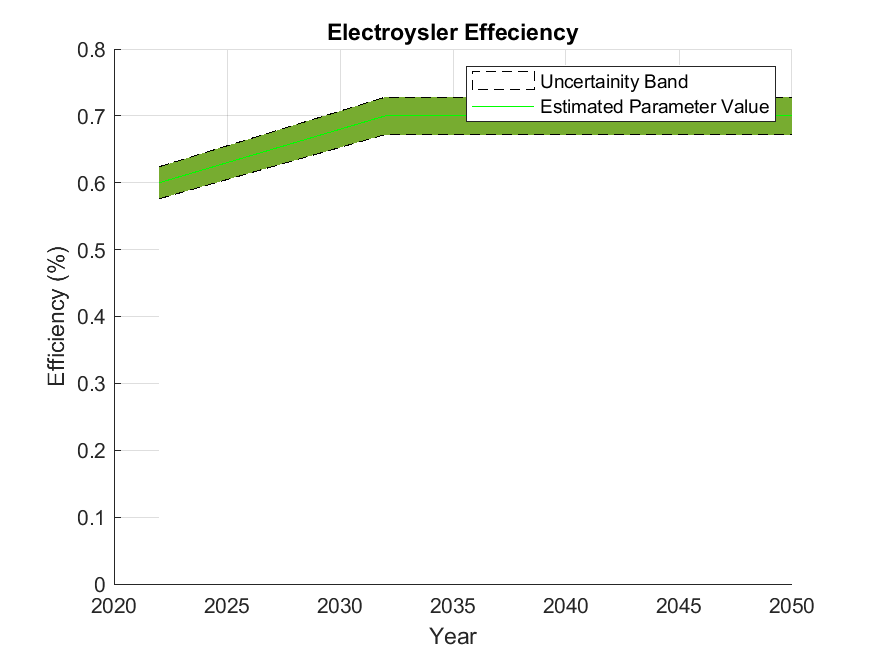 Electroysler Effeciency
Uncertainity Band
Estimated Parameter Value
0.8
0.7
0.6
0.5
0.4
0.3
0.2
0.1
0
Efficiency (%)
2020 2025 2030 2035 2040 2045 2050
Year